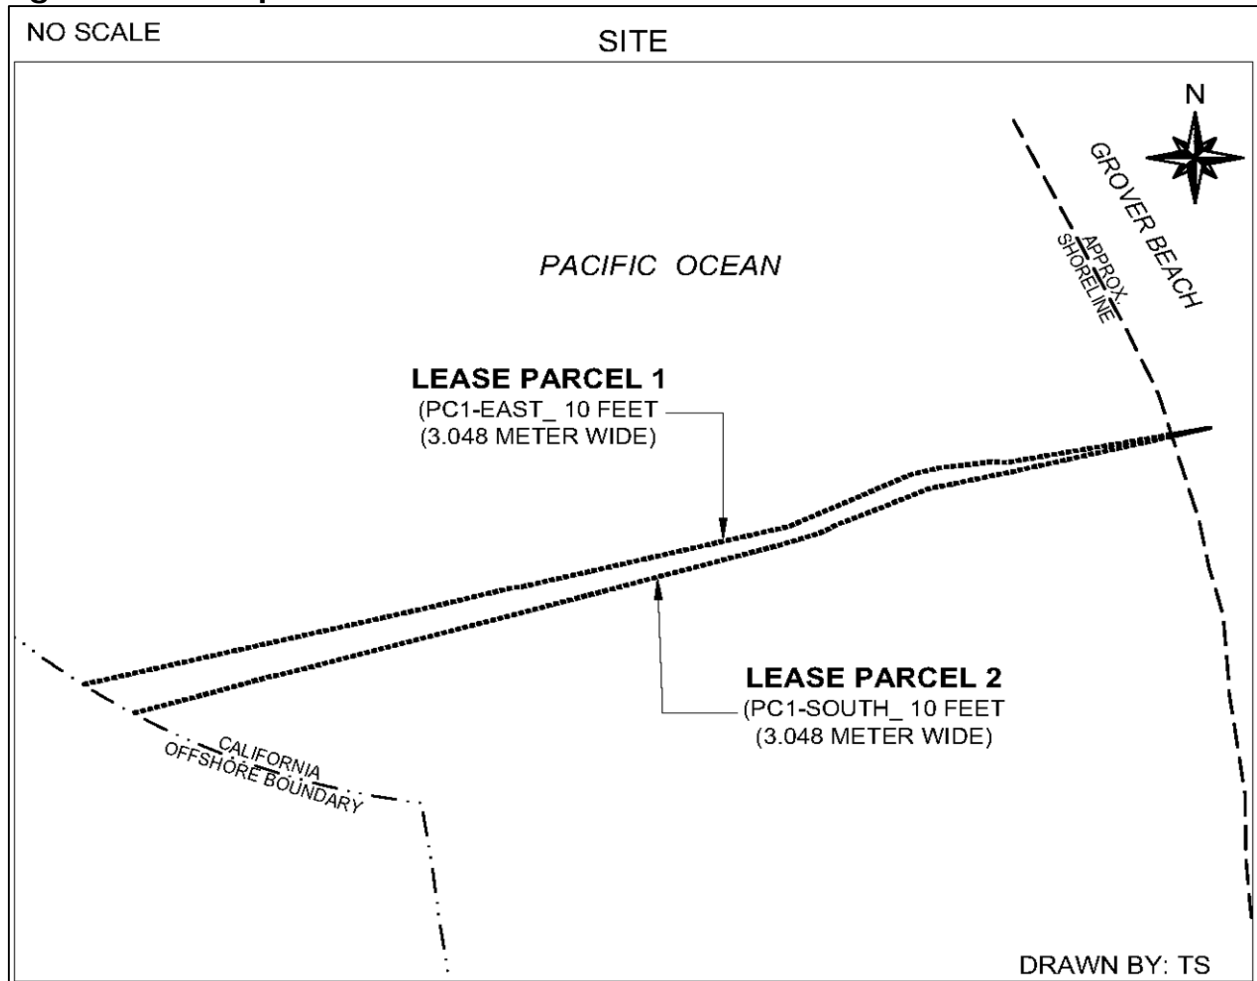 NO SCALE
SITE
N
GROVER BEACH
APPROX.
SHORELINE
PACIFIC OCEAN
LEASE PARCEL 1
(PC1-EAST_ 10 FEET
(3.048 METER WIDE)
LEASE PARCEL 2
(PC1-SOUTH_ 10 FEET
(3.048 METER WIDE)
CALIFORNIA
OFFSHORE BOUNDARY
DRAWN BY: TS